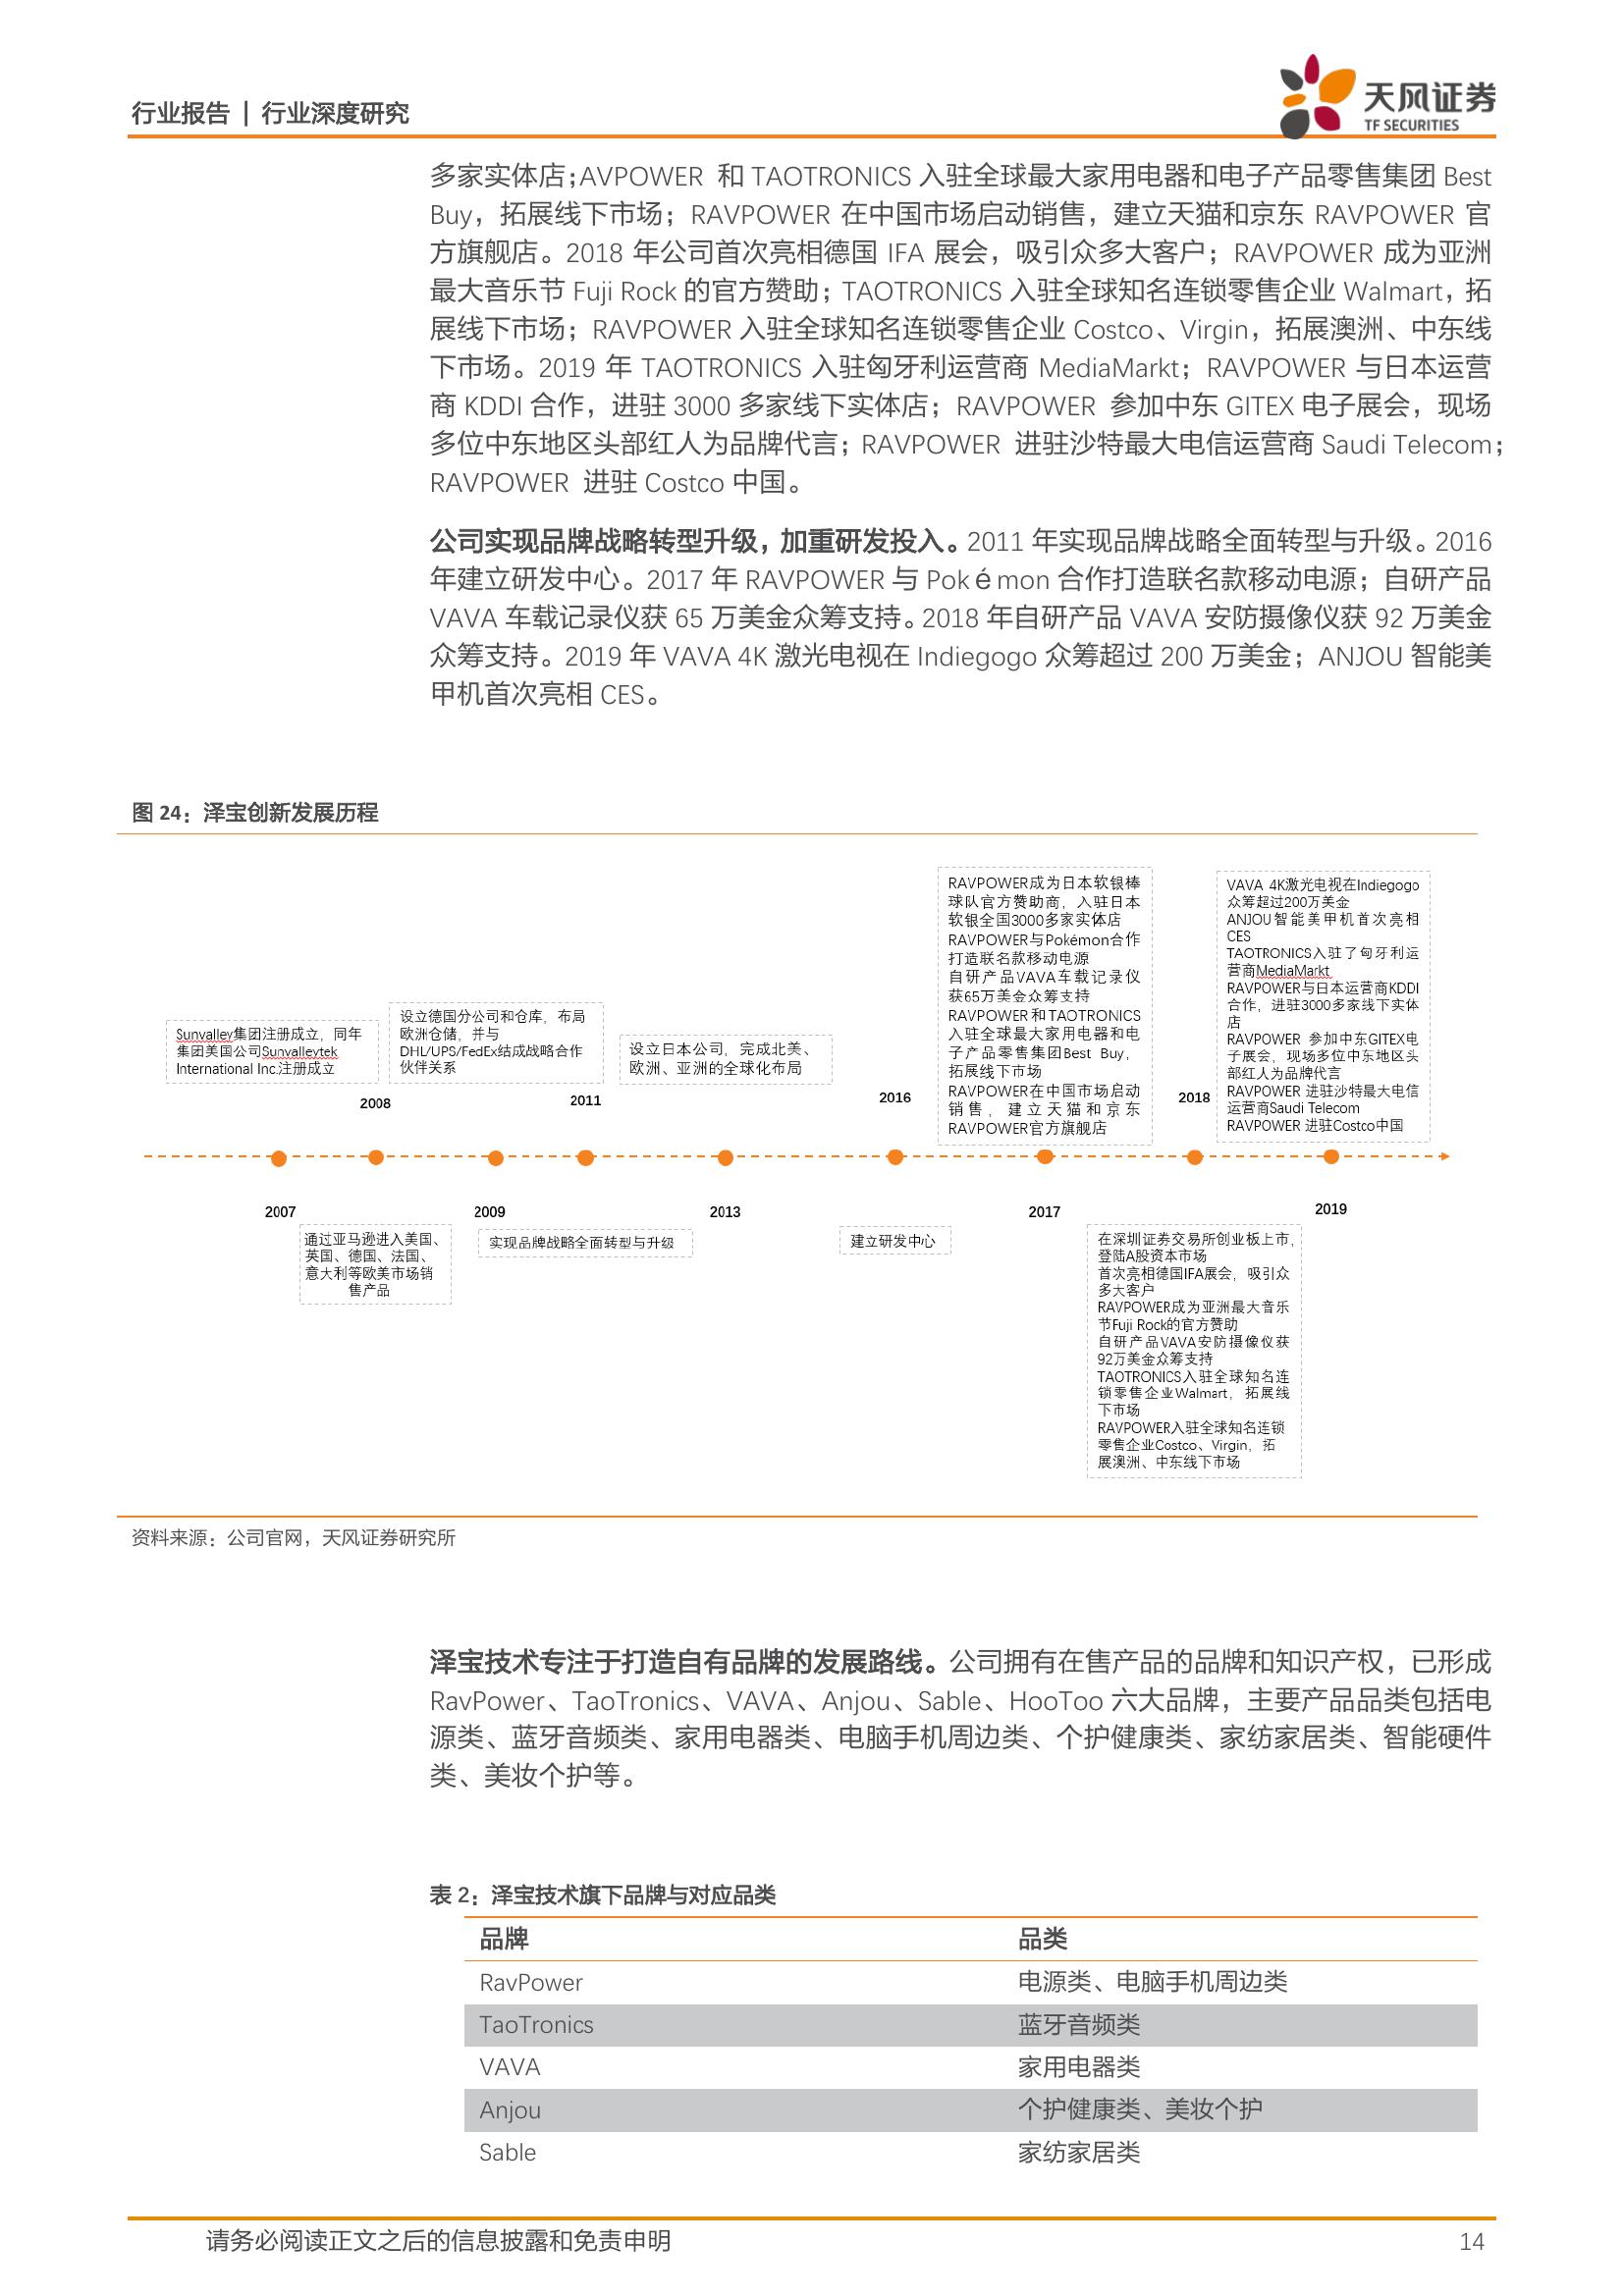 行业报告 | 行业深度研究
天风证券
TF SECURITIES
多家实体店；AVPOWER 和 TAOTRONICS 入驻全球最大家用电器和电子产品零售集团 Best
Buy，拓展线下市场；RAVPOWER 在中国市场启动销售，建立天猫和京东 RAVPOWER 官
方旗舰店。2018 年公司首次亮相德国 IFA 展会，吸引众多大客户；RAVPOWER 成为亚洲
最大音乐节 Fuji Rock 的官方赞助；TAOTRONICS 入驻全球知名连锁零售企业 Walmart，拓
展线下市场；RAVPOWER 入驻全球知名连锁零售企业 Costco、Virgin，拓展澳洲、中东线
下市场。2019 年 TAOTRONICS 入驻匈牙利运营商 MediaMarkt；RAVPOWER 与日本运营
商 KDDI 合作，进驻 3000 多家线下实体店；RAVPOWER 参加中东 GITEX 电子展会，现场
多位中东地区头部红人为品牌代言；RAVPOWER 进驻沙特最大电信运营商 Saudi Telecom；
RAVPOWER 进驻 Costco 中国。
公司实现品牌战略转型升级，加重研发投入。2011 年实现品牌战略全面转型与升级。2016
年建立研发中心。2017 年 RAVPOWER 与 Pokémon 合作打造联名款移动电源；自研产品
VAVA 车载记录仪获 65 万美金众筹支持。2018 年自研产品 VAVA 安防摄像仪获 92 万美金
众筹支持。2019 年 VAVA 4K 激光电视在 Indiegogo 众筹超过 200 万美金；ANJOU 智能美
甲机首次亮相 CES。
图 24：泽宝创新发展历程
Sunvalley集团注册成立，同年
集团美国公司Sunvalleytek
International Inc.注册成立
设立德国分公司和仓库，布局
欧洲仓储，并与
DHL/UPS/FedEx结成战略合作
伙伴关系
设立日本公司，完成北美、
欧洲、亚洲的全球化布局
RAVPOWER成为日本软银棒
球队官方赞助商，入驻日本
软银全国3000多家实体店
RAVPOWER与Pokémon合作
打造联名款移动电源
自研产品VAVA车载记录仪
获65万美金众筹支持
RAVPOWER和TAOTRONICS
入驻全球最大家用电器和电
子产品零售集团Best Buy，
拓展线下市场
RAVPOWER在中国市场启动
销售，建立天猫和京东
RAVPOWER官方旗舰店
VAVA 4K激光电视在Indiegogo
众筹超过200万美金
ANJOU智能美甲机首次亮相
CES
TAOTRONICS入驻了匈牙利运
营商MediaMarkt
RAVPOWER与日本运营商KDDI
合作，进驻3000多家线下实体
店
RAVPOWER 参加中东GITEX电
子展会，现场多位中东地区头
部红人为品牌代言
RAVPOWER 进驻沙特最大电信
运营商Saudi Telecom
RAVPOWER 进驻Costco中国
2008
2011
2016
2018
2007
2009
2013
2017
2019
通过亚马逊进入美国、
英国、德国、法国、
意大利等欧美市场销
售产品
实现品牌战略全面转型与升级
建立研发中心
在深圳证券交易所创业板上市，
登陆A股资本市场
首次亮相德国IFA展会，吸引众
多大客户
RAVPOWER成为亚洲最大音乐
节Fuji Rock的官方赞助
自研产品VAVA安防摄像仪获
92万美金众筹支持
TAOTRONICS入驻全球知名连
锁零售企业Walmart，拓展线
下市场
RAVPOWER入驻全球知名连锁
零售企业Costco、Virgin，拓
展澳洲、中东线下市场
资料来源：公司官网，天风证券研究所
泽宝技术专注于打造自有品牌的发展路线。公司拥有在售产品的品牌和知识产权，已形成
RavPower、TaoTronics、VAVA、Anjou、Sable、HooToo 六大品牌，主要产品品类包括电
源类、蓝牙音频类、家用电器类、电脑手机周边类、个护健康类、家纺家居类、智能硬件
类、美妆个护等。
表 2：泽宝技术旗下品牌与对应品类
品牌 品类
RavPower 电源类、电脑手机周边类
TaoTronics 蓝牙音频类
VAVA 家用电器类
Anjou 个护健康类、美妆个护
Sable 家纺家居类
请务必阅读正文之后的信息披露和免责申明 14